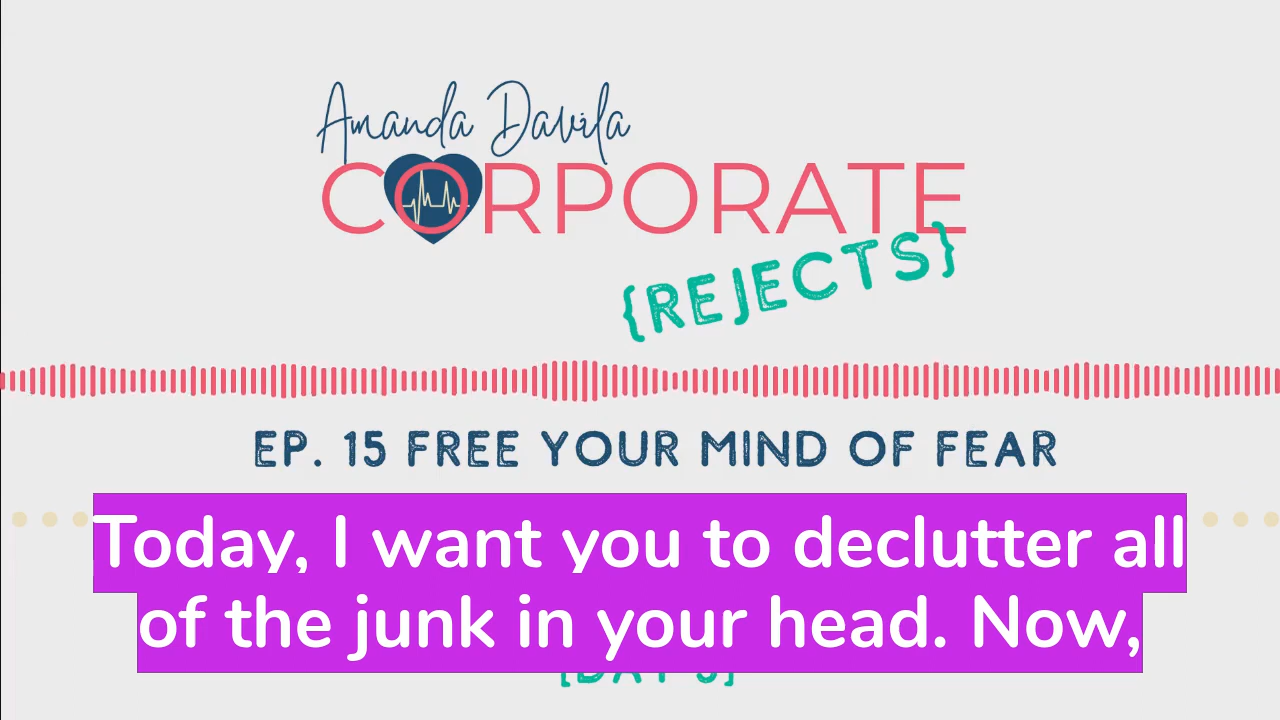 Amanda Davila
CORPORATE
{REJECTS}
EP. 15 FREE YOUR MIND OF FEAR
Today, I want you to declutter all
of the junk in your head. Now,